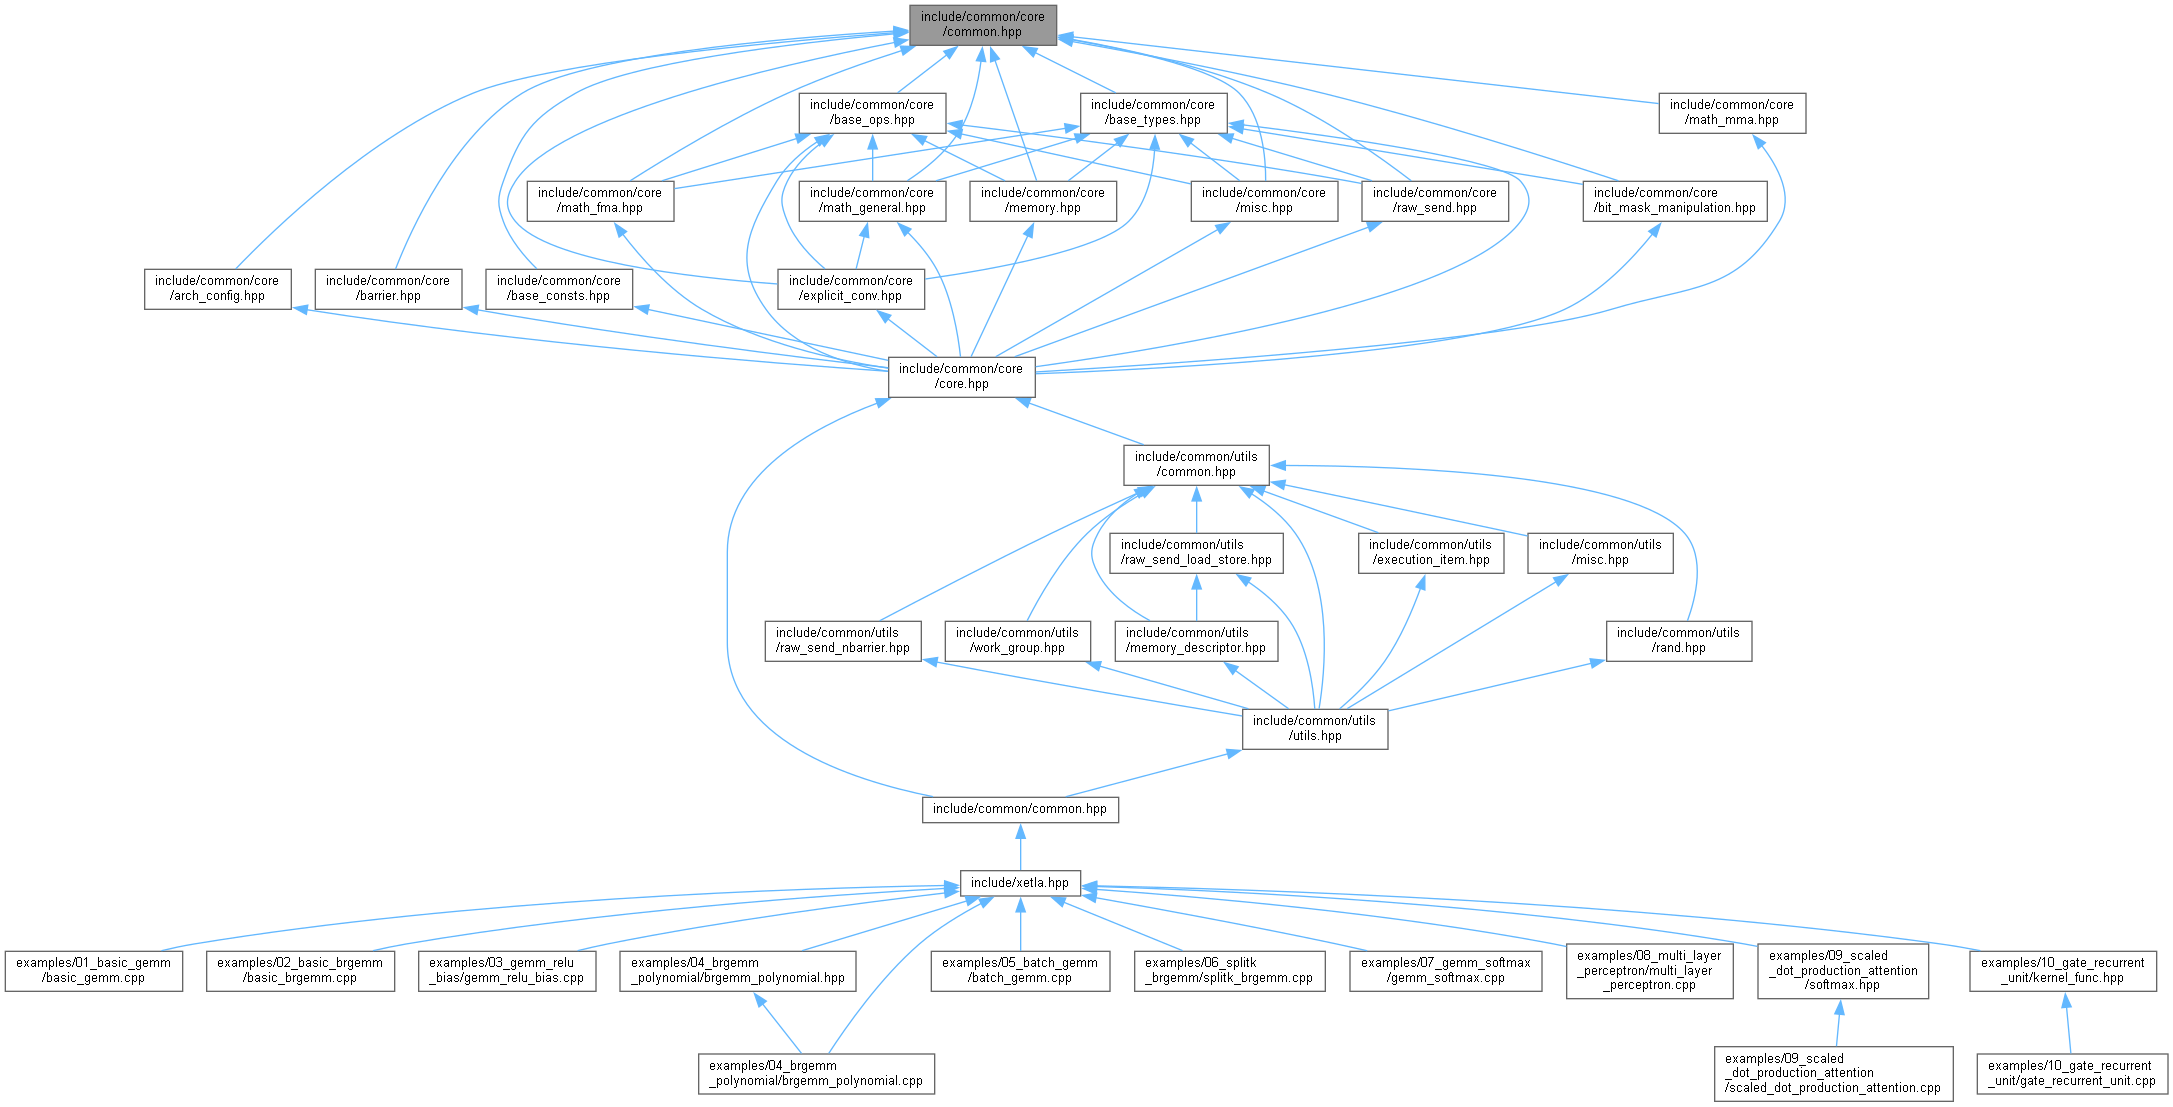 include/common/core
/common.hpp
include/common/core
/base_ops.hpp
include/common/core
/base_types.hpp
include/common/core
/math_mma.hpp
include/common/core
/math_fma.hpp
include/common/core
/math_general.hpp
include/common/core
/memory.hpp
include/common/core
/misc.hpp
include/common/core
/raw_send.hpp
include/common/core
/bit_mask_manipulation.hpp
include/common/core
/arch_config.hpp
include/common/core
/barrier.hpp
include/common/core
/base_consts.hpp
include/common/core
/explicit_conv.hpp
include/common/core
/core.hpp
include/common/utils
/common.hpp
include/common/utils
/raw_send_load_store.hpp
include/common/utils
/execution_item.hpp
include/common/utils
/misc.hpp
include/common/utils
/raw_send_nbarrier.hpp
include/common/utils
/work_group.hpp
include/common/utils
/memory_descriptor.hpp
include/common/utils
/rand.hpp
include/common/utils
/utils.hpp
include/common/common.hpp
include/xetla.hpp
examples/01_basic_gemm
/basic_gemm.cpp
examples/02_basic_brgemm
/basic_brgemm.cpp
examples/03_gemm_relu
_bias/gemm_relu_bias.cpp
examples/04_brgemm
_polynomial/brgemm_polynomial.hpp
examples/05_batch_gemm
/batch_gemm.cpp
examples/06_splitk
_brgemm/splitk_brgemm.cpp
examples/07_gemm_softmax
/gemm_softmax.cpp
examples/08_multi_layer
_perceptron/multi_layer
_perceptron.cpp
examples/09_scaled
_dot_production_attention
/softmax.hpp
examples/10_gate_recurrent
_unit/kernel_func.hpp
examples/04_brgemm
_polynomial/brgemm_polynomial.cpp
examples/09_scaled
_dot_production_attention
/scaled_dot_production_attention.cpp
examples/10_gate_recurrent
_unit/gate_recurrent_unit.cpp